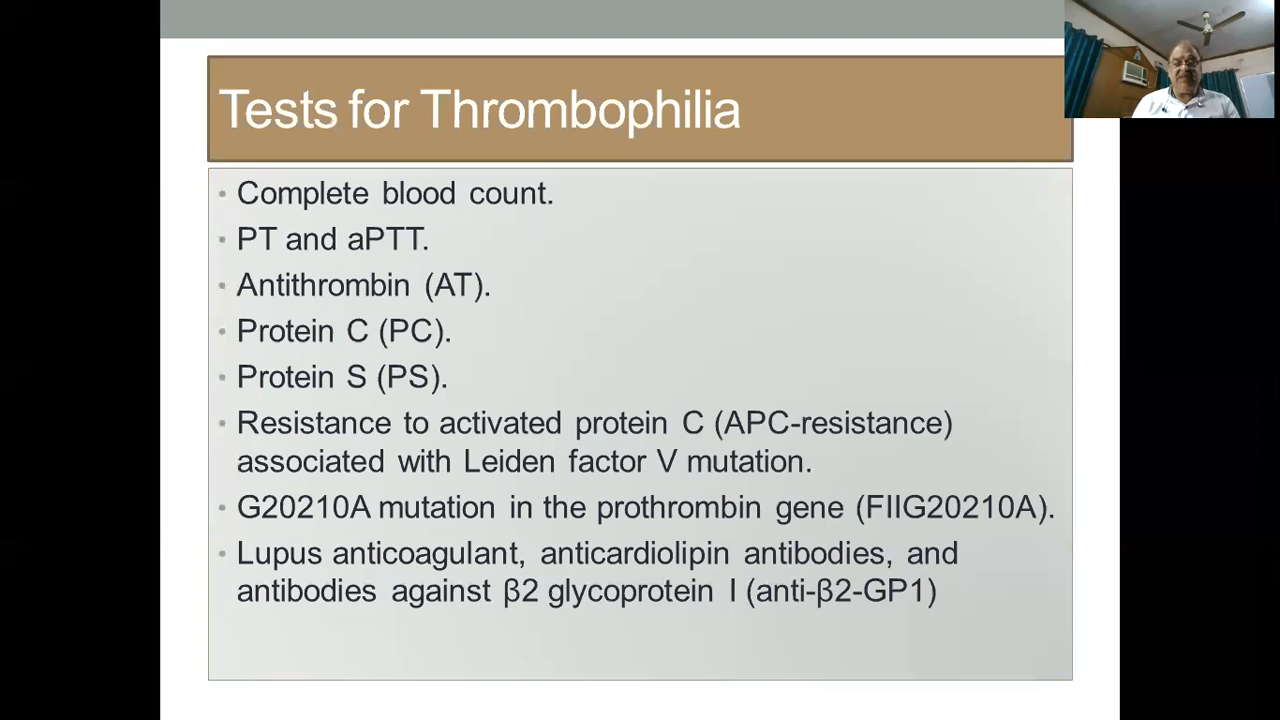 Tests for Thrombophilia
• Complete blood count.
• PT and aPTT.
• Antithrombin (AT).
• Protein C (PC).
• Protein S (PS).
• Resistance to activated protein C (APC-resistance)
associated with Leiden factor V mutation.
• G20210A mutation in the prothrombin gene (FIIG20210A).
• Lupus anticoagulant, anticardiolipin antibodies, and
antibodies against β2 glycoprotein I (anti-β2-GP1)